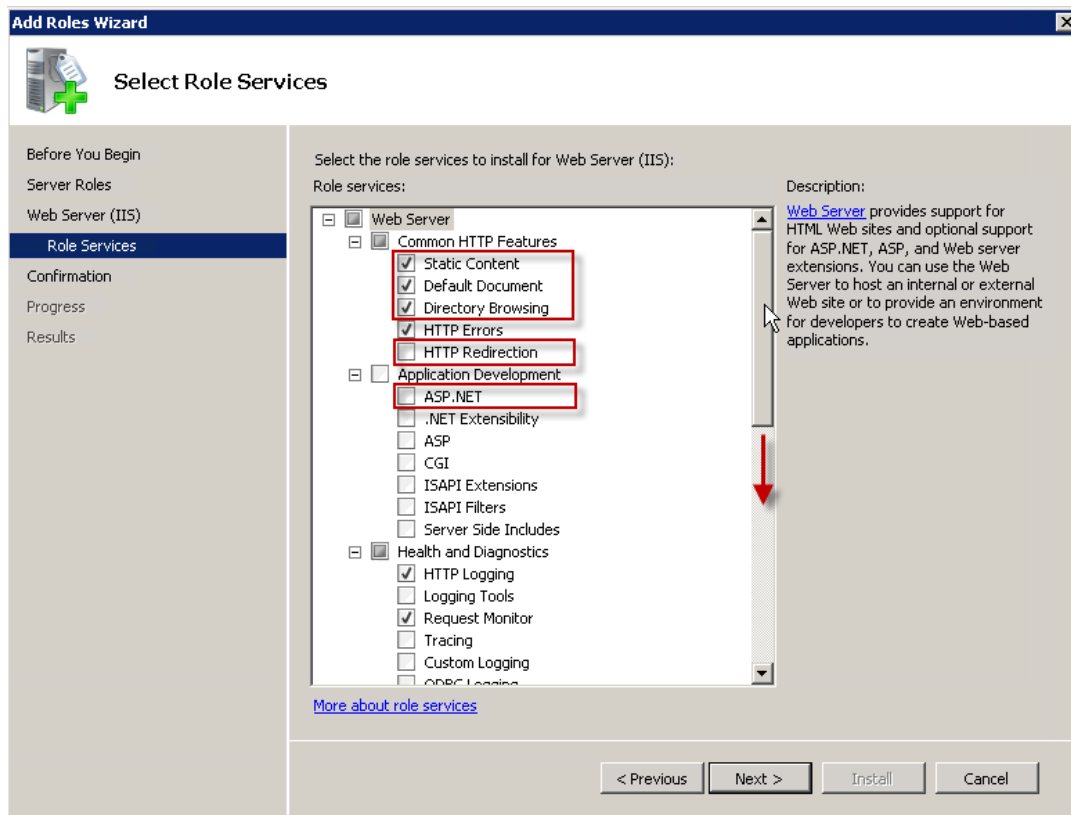 Add Roles Wizard
Select Role Services
Before You Begin
Server Roles
Web Server (IIS)
Role Services
Confirmation
Progress
Results
Select the role services to install for Web Server (IIS):
Role services:
Web Server
Common HTTP Features
Static Content
Default Document
Directory Browsing
HTTP Errors
HTTP Redirection
Application Development
ASP.NET
.NET Extensibility
ASP
CGI
ISAPI Extensions
ISAPI Filters
Server Side Includes
Health and Diagnostics
HTTP Logging
Logging Tools
Request Monitor
Tracing
Custom Logging
ODBC Logging
More about role services
Description:
Web Server provides support for
HTML Web sites and optional support
for ASP.NET, ASP, and Web server
extensions. You can use the Web
Server to host an internal or external
Web site or to provide an environment
for developers to create Web-based
applications.
< Previous
Next >
Install
Cancel